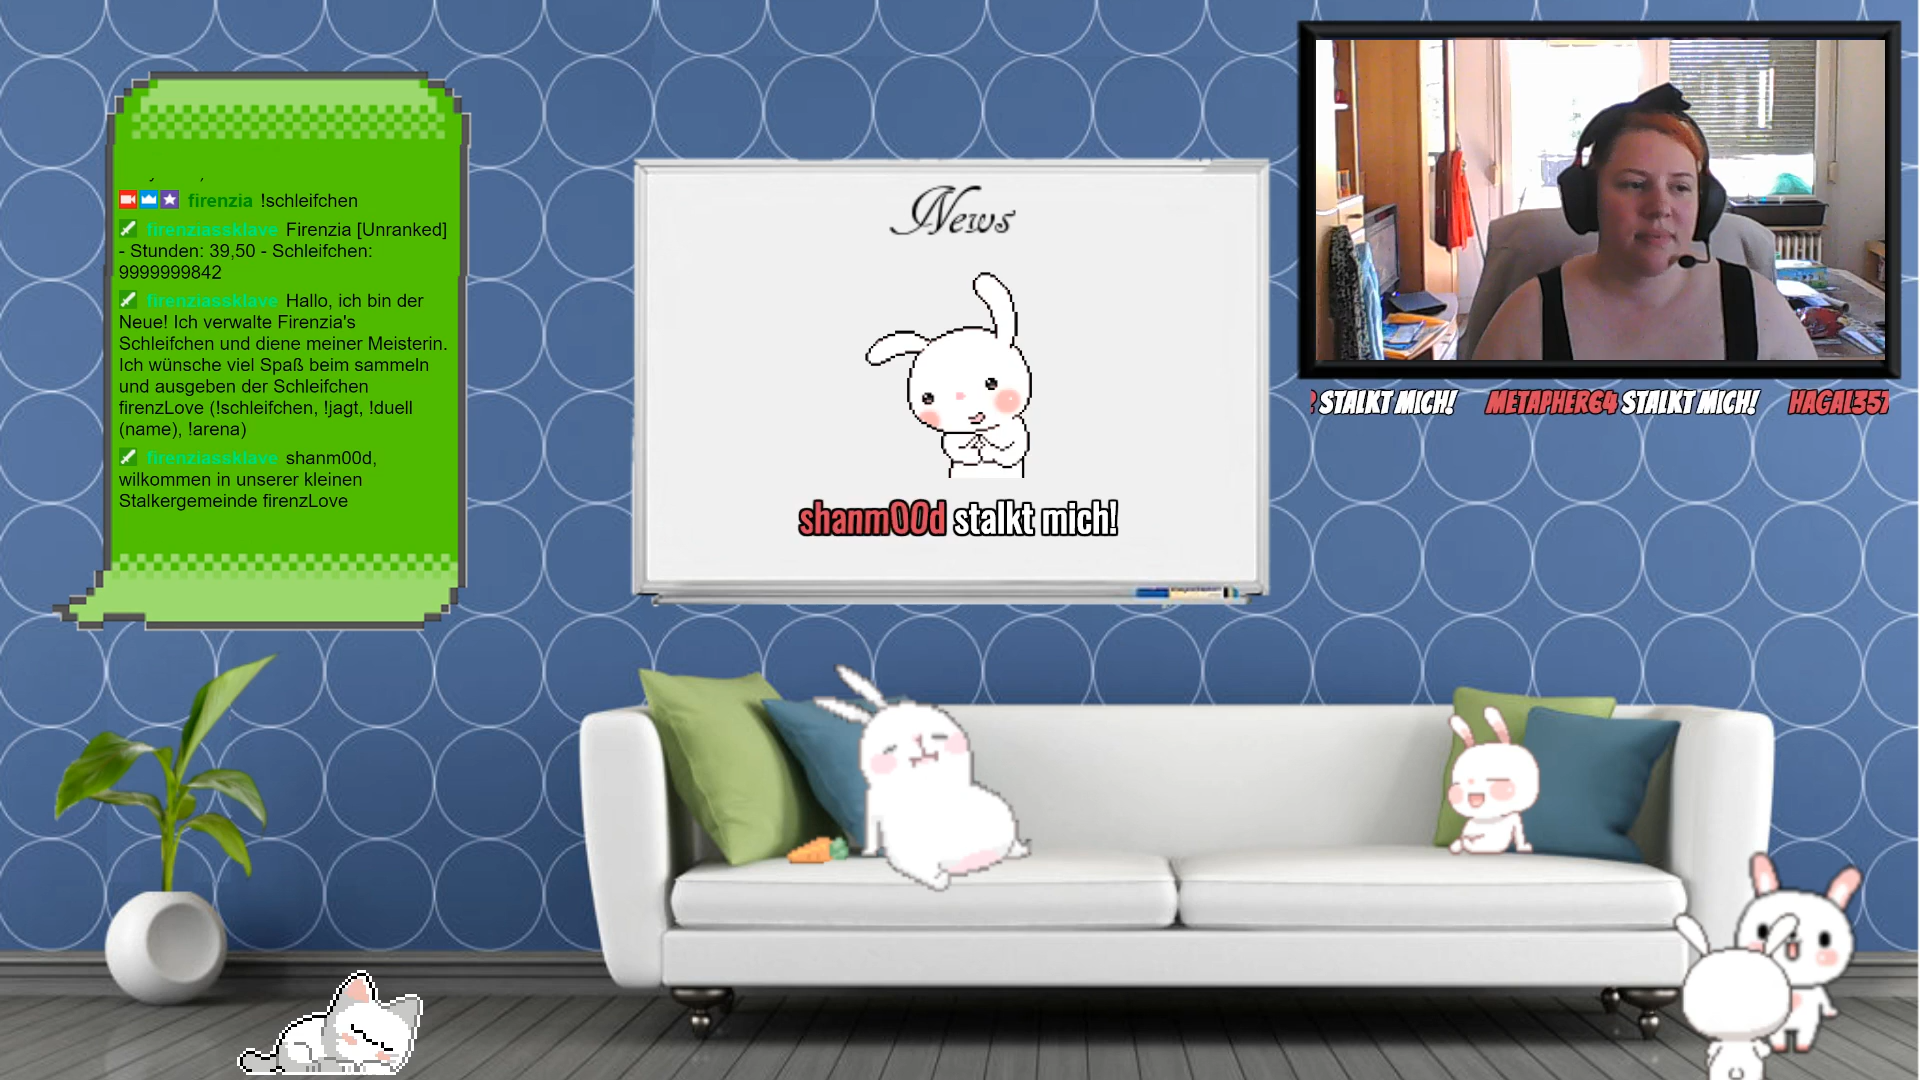 firenzia !schleifchen
firenziassklave Firenzia [Unranked]
- Stunden: 39,50 - Schleifchen:
9999999842
firenziassklave Hallo, ich bin der
Neue! Ich verwalte Firenzia's
Schleifchen und diene meiner Meisterin.
Ich wünsche viel Spaß beim sammeln
und ausgeben der Schleifchen
firenzLove (!schleifchen, !jagt, !duell
(name), !arena)
firenziassklave shanm00d,
wilkommen in unserer kleinen
Stalkergemeinde firenzLove
News
shanm00d stalkt mich!
STALKT MICH! METAPHER64 STALKT MICH! HAGAL357